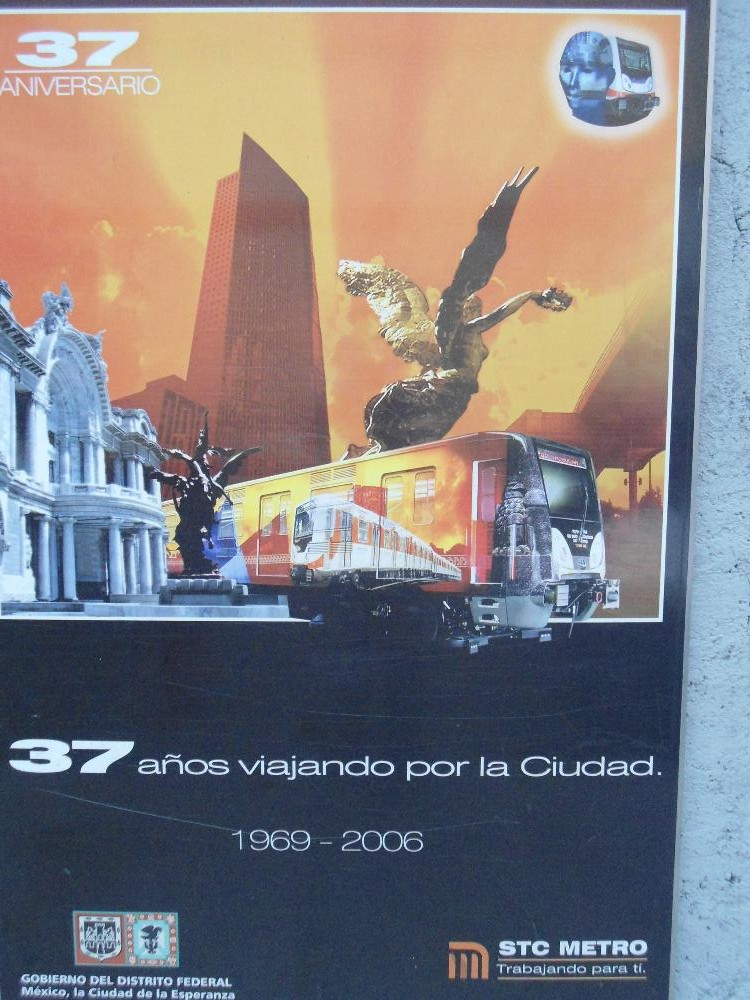 37
ANIVERSARIO
37 años viajando por la Ciudad.
1969 - 2006
GOBIERNO DEL DISTRITO FEDERAL
México, la Ciudad de la Esperanza
STC METRO
Trabajando para tí.